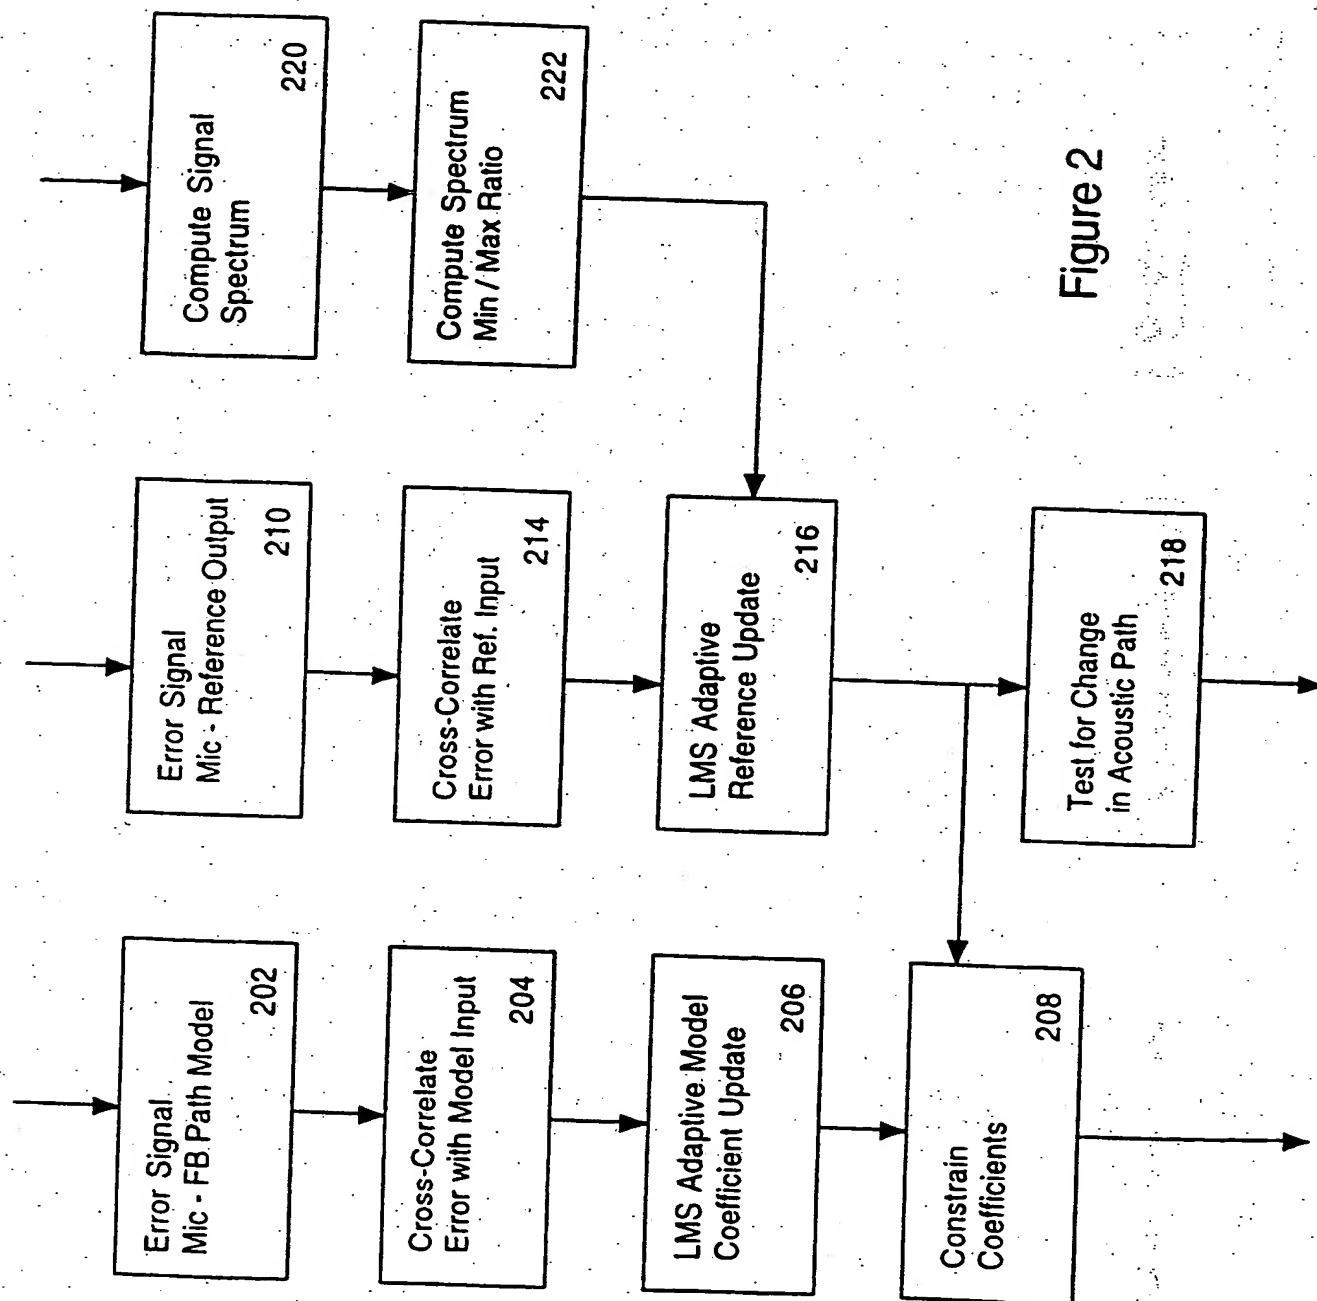 Error Signal
Mic - FB Path Model
202
Cross-Correlate
Error with Model Input
204
LMS Adaptive Model
Coefficient Update
206
Constrain
Coefficients
208
Error Signal
Mic - Reference Output
210
Cross-Correlate
Error with Ref. Input
214
LMS Adaptive
Reference Update
216
Test for Change
in Acoustic Path
218
Compute Signal
Spectrum
220
Compute Spectrum
Min / Max Ratio
222
Figure 2